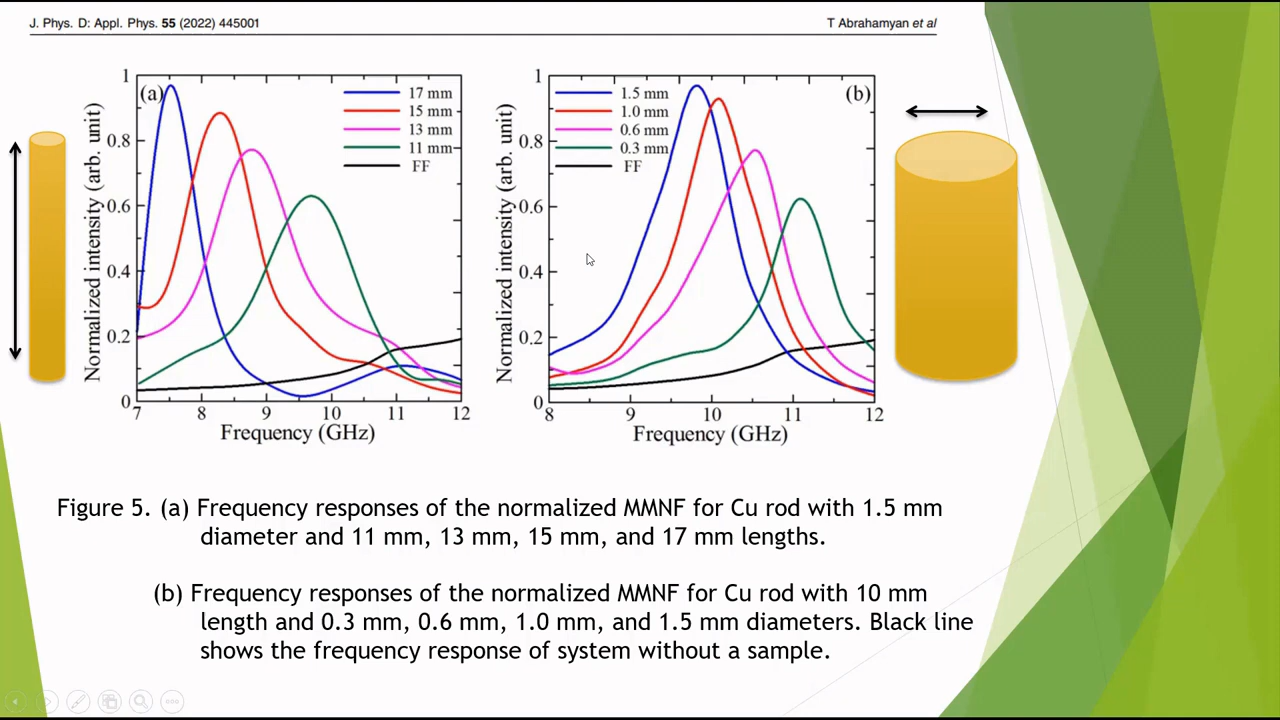 J. Phys. D: Appl. Phys. 55 (2022) 445001
T Abrahamyan et al
(a)
17 mm
15 mm
13 mm
11 mm
FF
1
0.8
0.6
0.4
0.2
0
Normalized intensity (arb. unit)
7 8 9 10 11 12
Frequency (GHz)
(b)
1.5 mm
1.0 mm
0.6 mm
0.3 mm
FF
1
0.8
0.6
0.4
0.2
0
Normalized intensity (arb. unit)
8 9 10 11 12
Frequency (GHz)
Figure 5. (a) Frequency responses of the normalized MMNF for Cu rod with 1.5 mm
diameter and 11 mm, 13 mm, 15 mm, and 17 mm lengths.
(b) Frequency responses of the normalized MMNF for Cu rod with 10 mm
length and 0.3 mm, 0.6 mm, 1.0 mm, and 1.5 mm diameters. Black line
shows the frequency response of system without a sample.